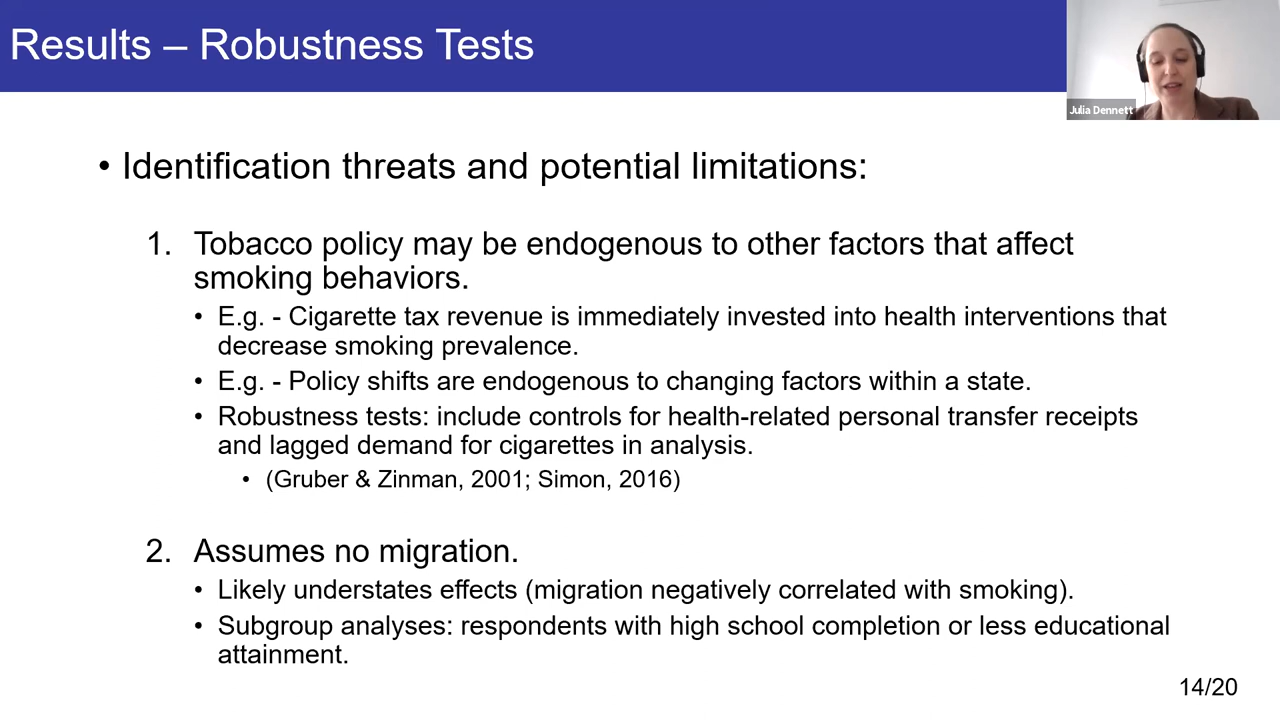 Results – Robustness Tests
Julia Dennett
• Identification threats and potential limitations:
1. Tobacco policy may be endogenous to other factors that affect
smoking behaviors.
• E.g. - Cigarette tax revenue is immediately invested into health interventions that
decrease smoking prevalence.
• E.g. - Policy shifts are endogenous to changing factors within a state.
• Robustness tests: include controls for health-related personal transfer receipts
and lagged demand for cigarettes in analysis.
• (Gruber & Zinman, 2001; Simon, 2016)
2. Assumes no migration.
• Likely understates effects (migration negatively correlated with smoking).
• Subgroup analyses: respondents with high school completion or less educational
attainment.
14/20